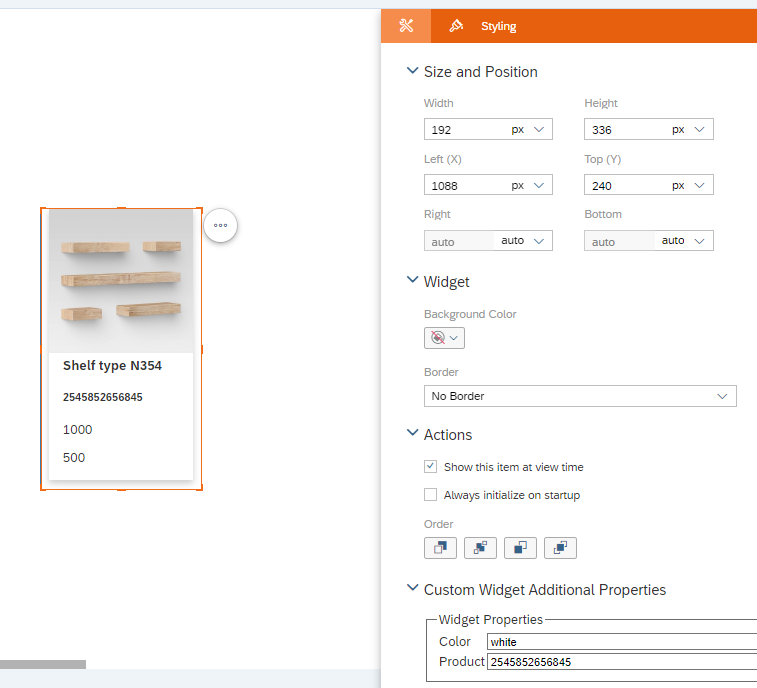 Styling
Size and Position
Width Height
192 px 336 px
Left (X) Top (Y)
1088 px 240 px
Right Bottom
auto auto auto auto
Shelf type N354
2545852656845
1000
500
Widget
Background Color
Border
No Border
Actions
Show this item at view time
Always initialize on startup
Order
Custom Widget Additional Properties
Widget Properties
Color white
Product 2545852656845